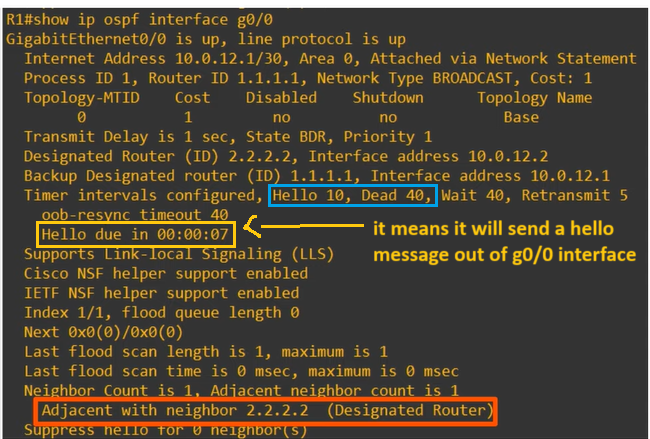 R1#show ip ospf interface g0/0
GigabitEthernet0/0 is up, line protocol is up
Internet Address 10.0.12.1/30, Area 0, Attached via Network Statement
Process ID 1, Router ID 1.1.1.1, Network Type BROADCAST, Cost: 1
Topology-MTID Cost Disabled Shutdown Topology Name
0 1 no no Base
Transmit Delay is 1 sec, State BDR, Priority 1
Designated Router (ID) 2.2.2.2, Interface address 10.0.12.2
Backup Designated router (ID) 1.1.1.1, Interface address 10.0.12.1
Timer intervals configured, Hello 10, Dead 40, Wait 40, Retransmit 5
oob-resync timeout 40
Hello due in 00:00:07
it means it will send a hello
message out of g0/0 interface
Supports Link-local Signaling (LLS)
Cisco NSF helper support enabled
IETF NSF helper support enabled
Index 1/1, flood queue length 0
Next 0x0(0)/0x0(0)
Last flood scan length is 1, maximum is 1
Last flood scan time is 0 msec, maximum is 0 msec
Neighbor Count is 1, Adjacent neighbor count is 1
Adjacent with neighbor 2.2.2.2 (Designated Router)
Suppress hello for 0 neighbor(s)